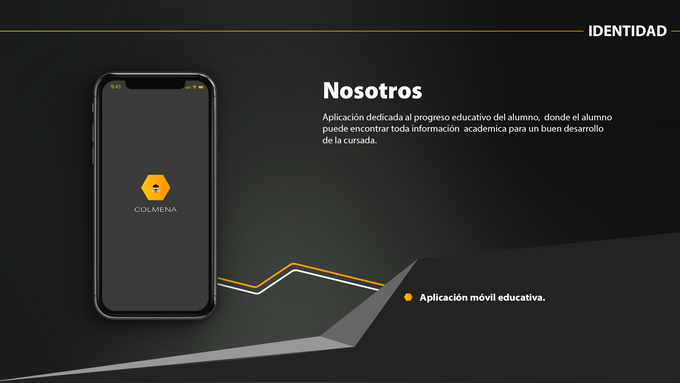 IDENTIDAD
Nosotros
Aplicación dedicada al progreso educativo del alumno, donde el alumno
puede encontrar toda información academica para un buen desarrollo
de la cursada.
9:41
COLMENA
Aplicación móvil educativa.